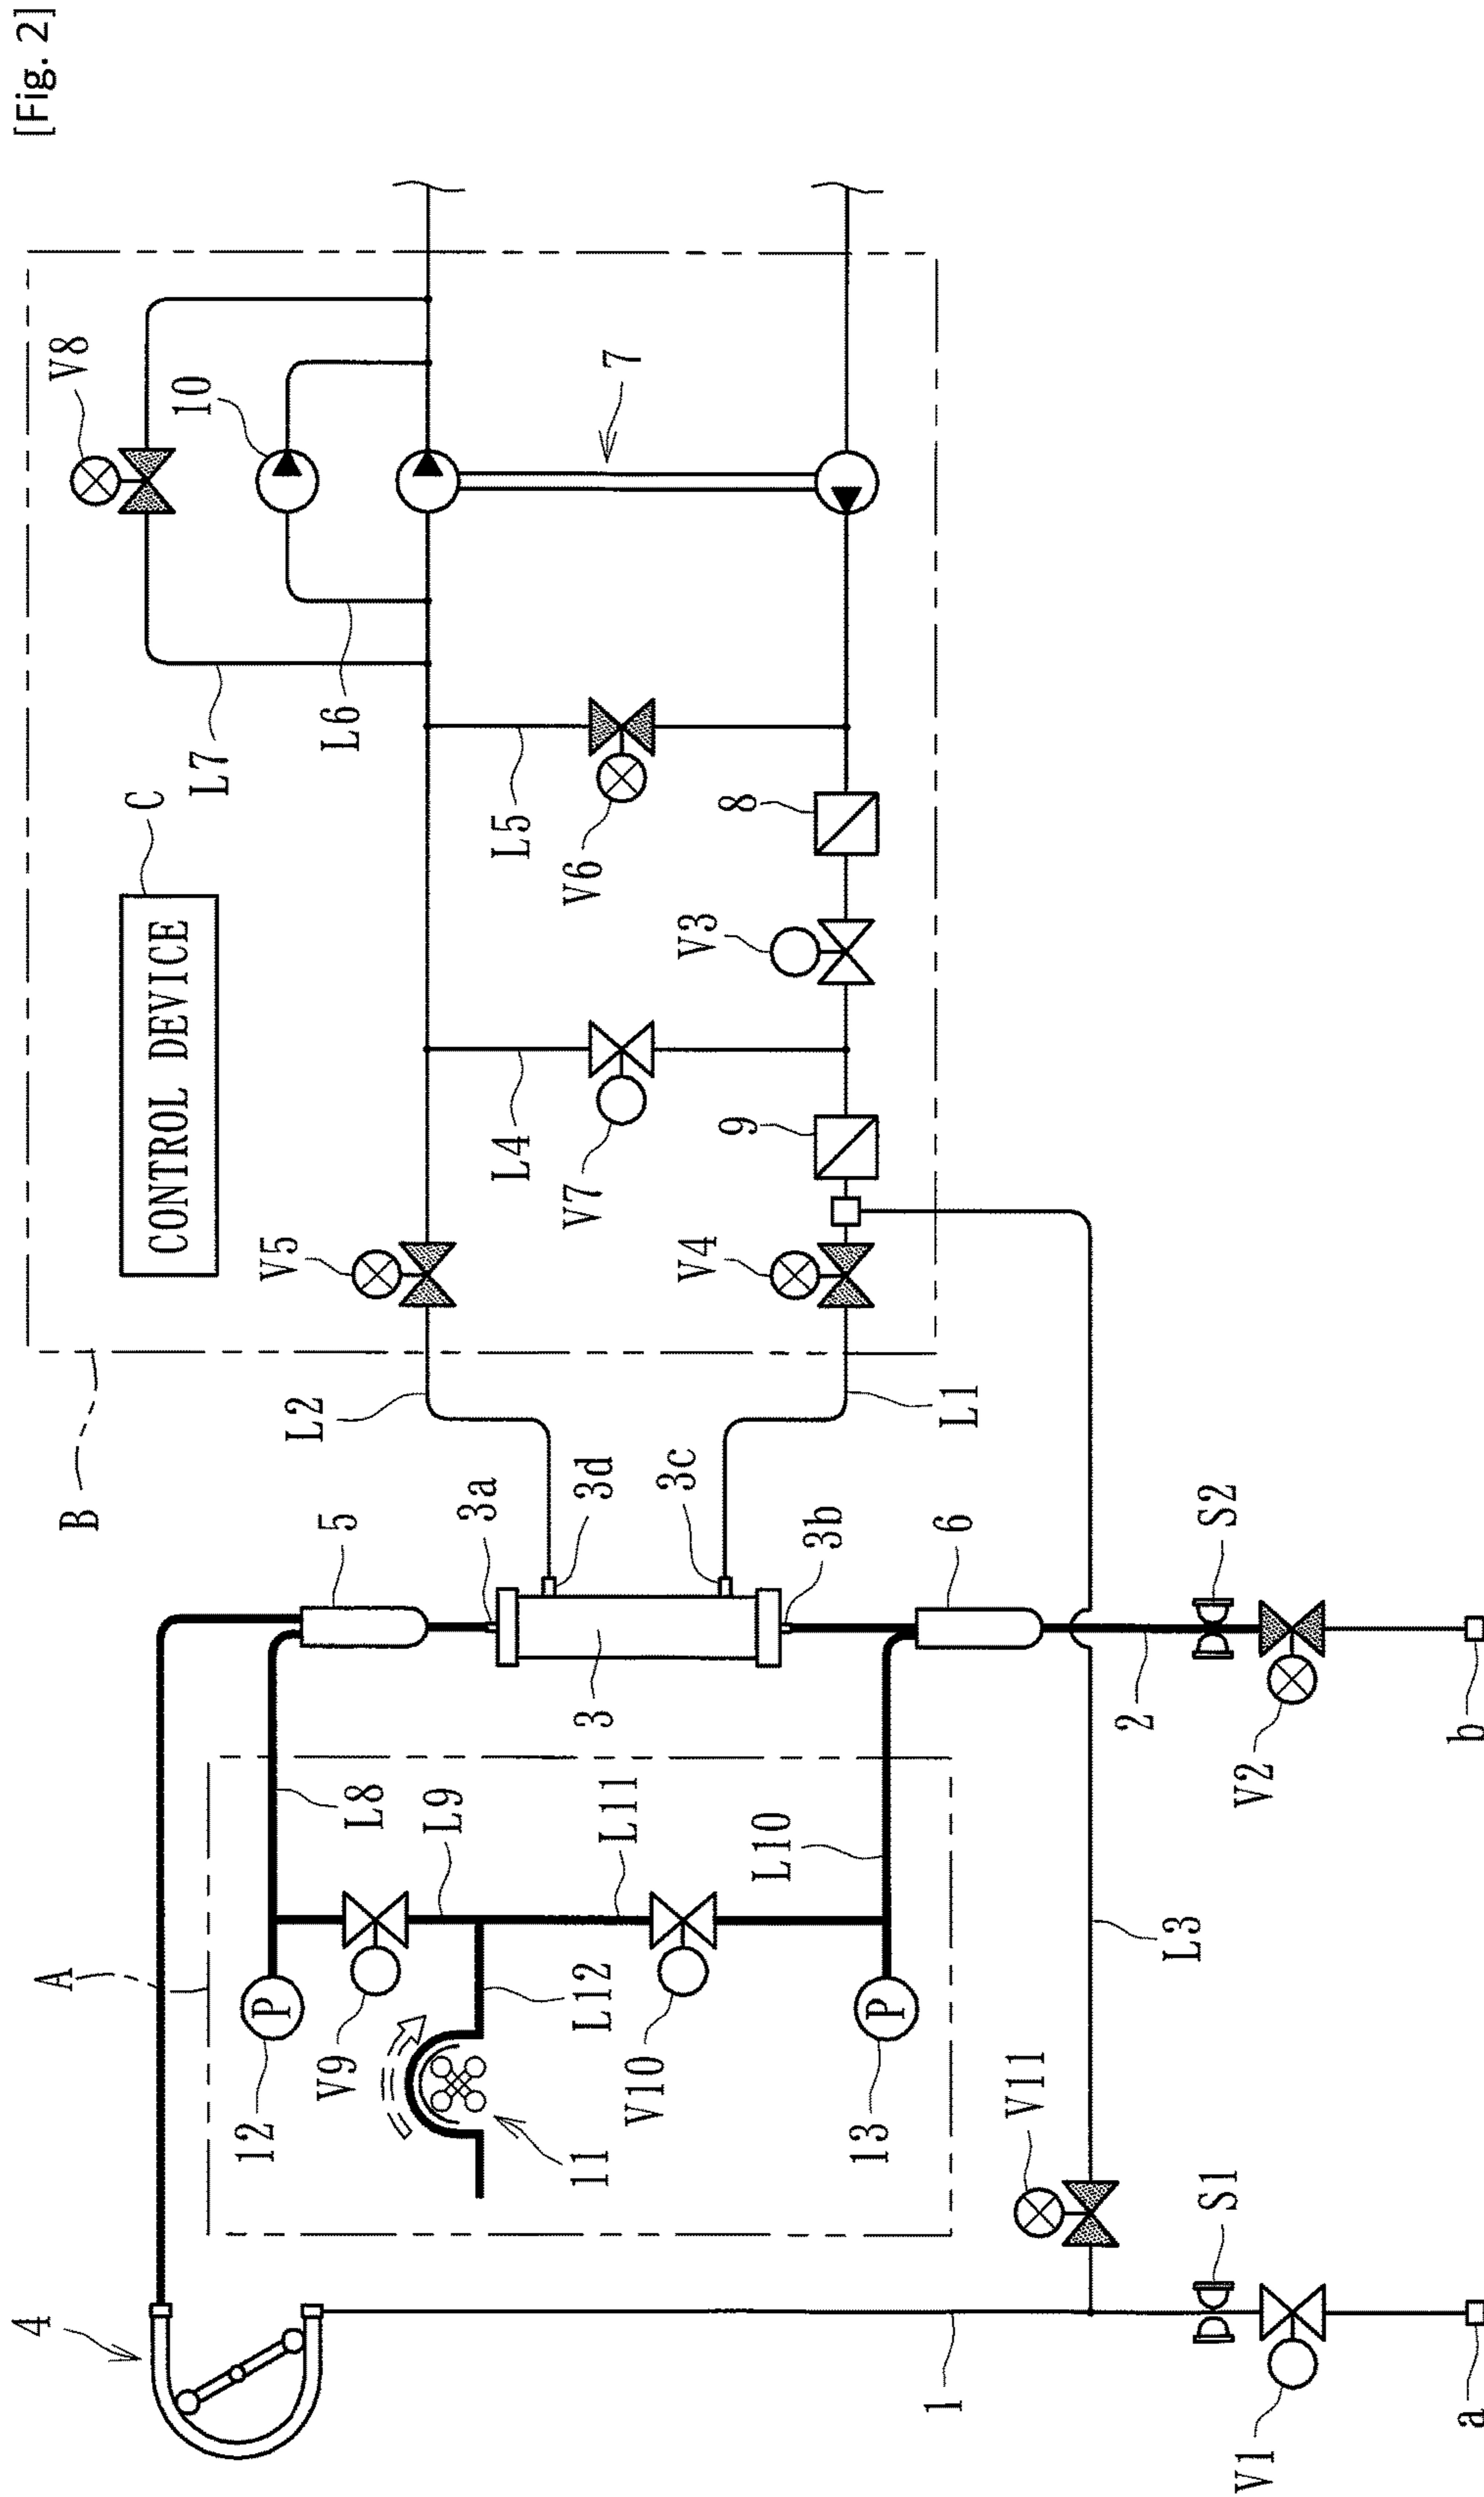 [Fig. 2]
V8
10
7
L7
L6
C
CONTROL DEVICE
L5
V6
8
V3
L4
V7
9
V5
V4
B
L2
L1
5
3a
3d
3c
3b
6
S2
3
2
V2
b
A
L8
L9
L11
L10
L3
P
12
V9
L12
V10
P
13
11
V11
S1
4
1
V1
a